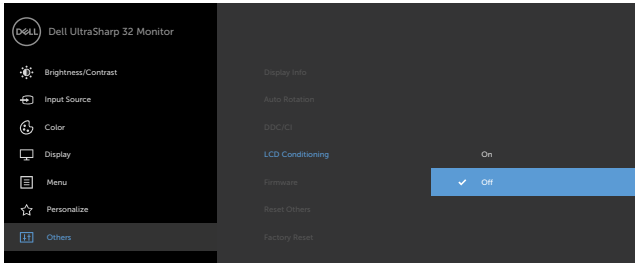 DELL Dell UltraSharp 32 Monitor
Brightness/Contrast
Input Source
Color
Display
Menu
Personalize
Others
Display Info
Auto Rotation
DDC/CI
LCD Conditioning
Firmware
Reset Others
Factory Reset
On
Off